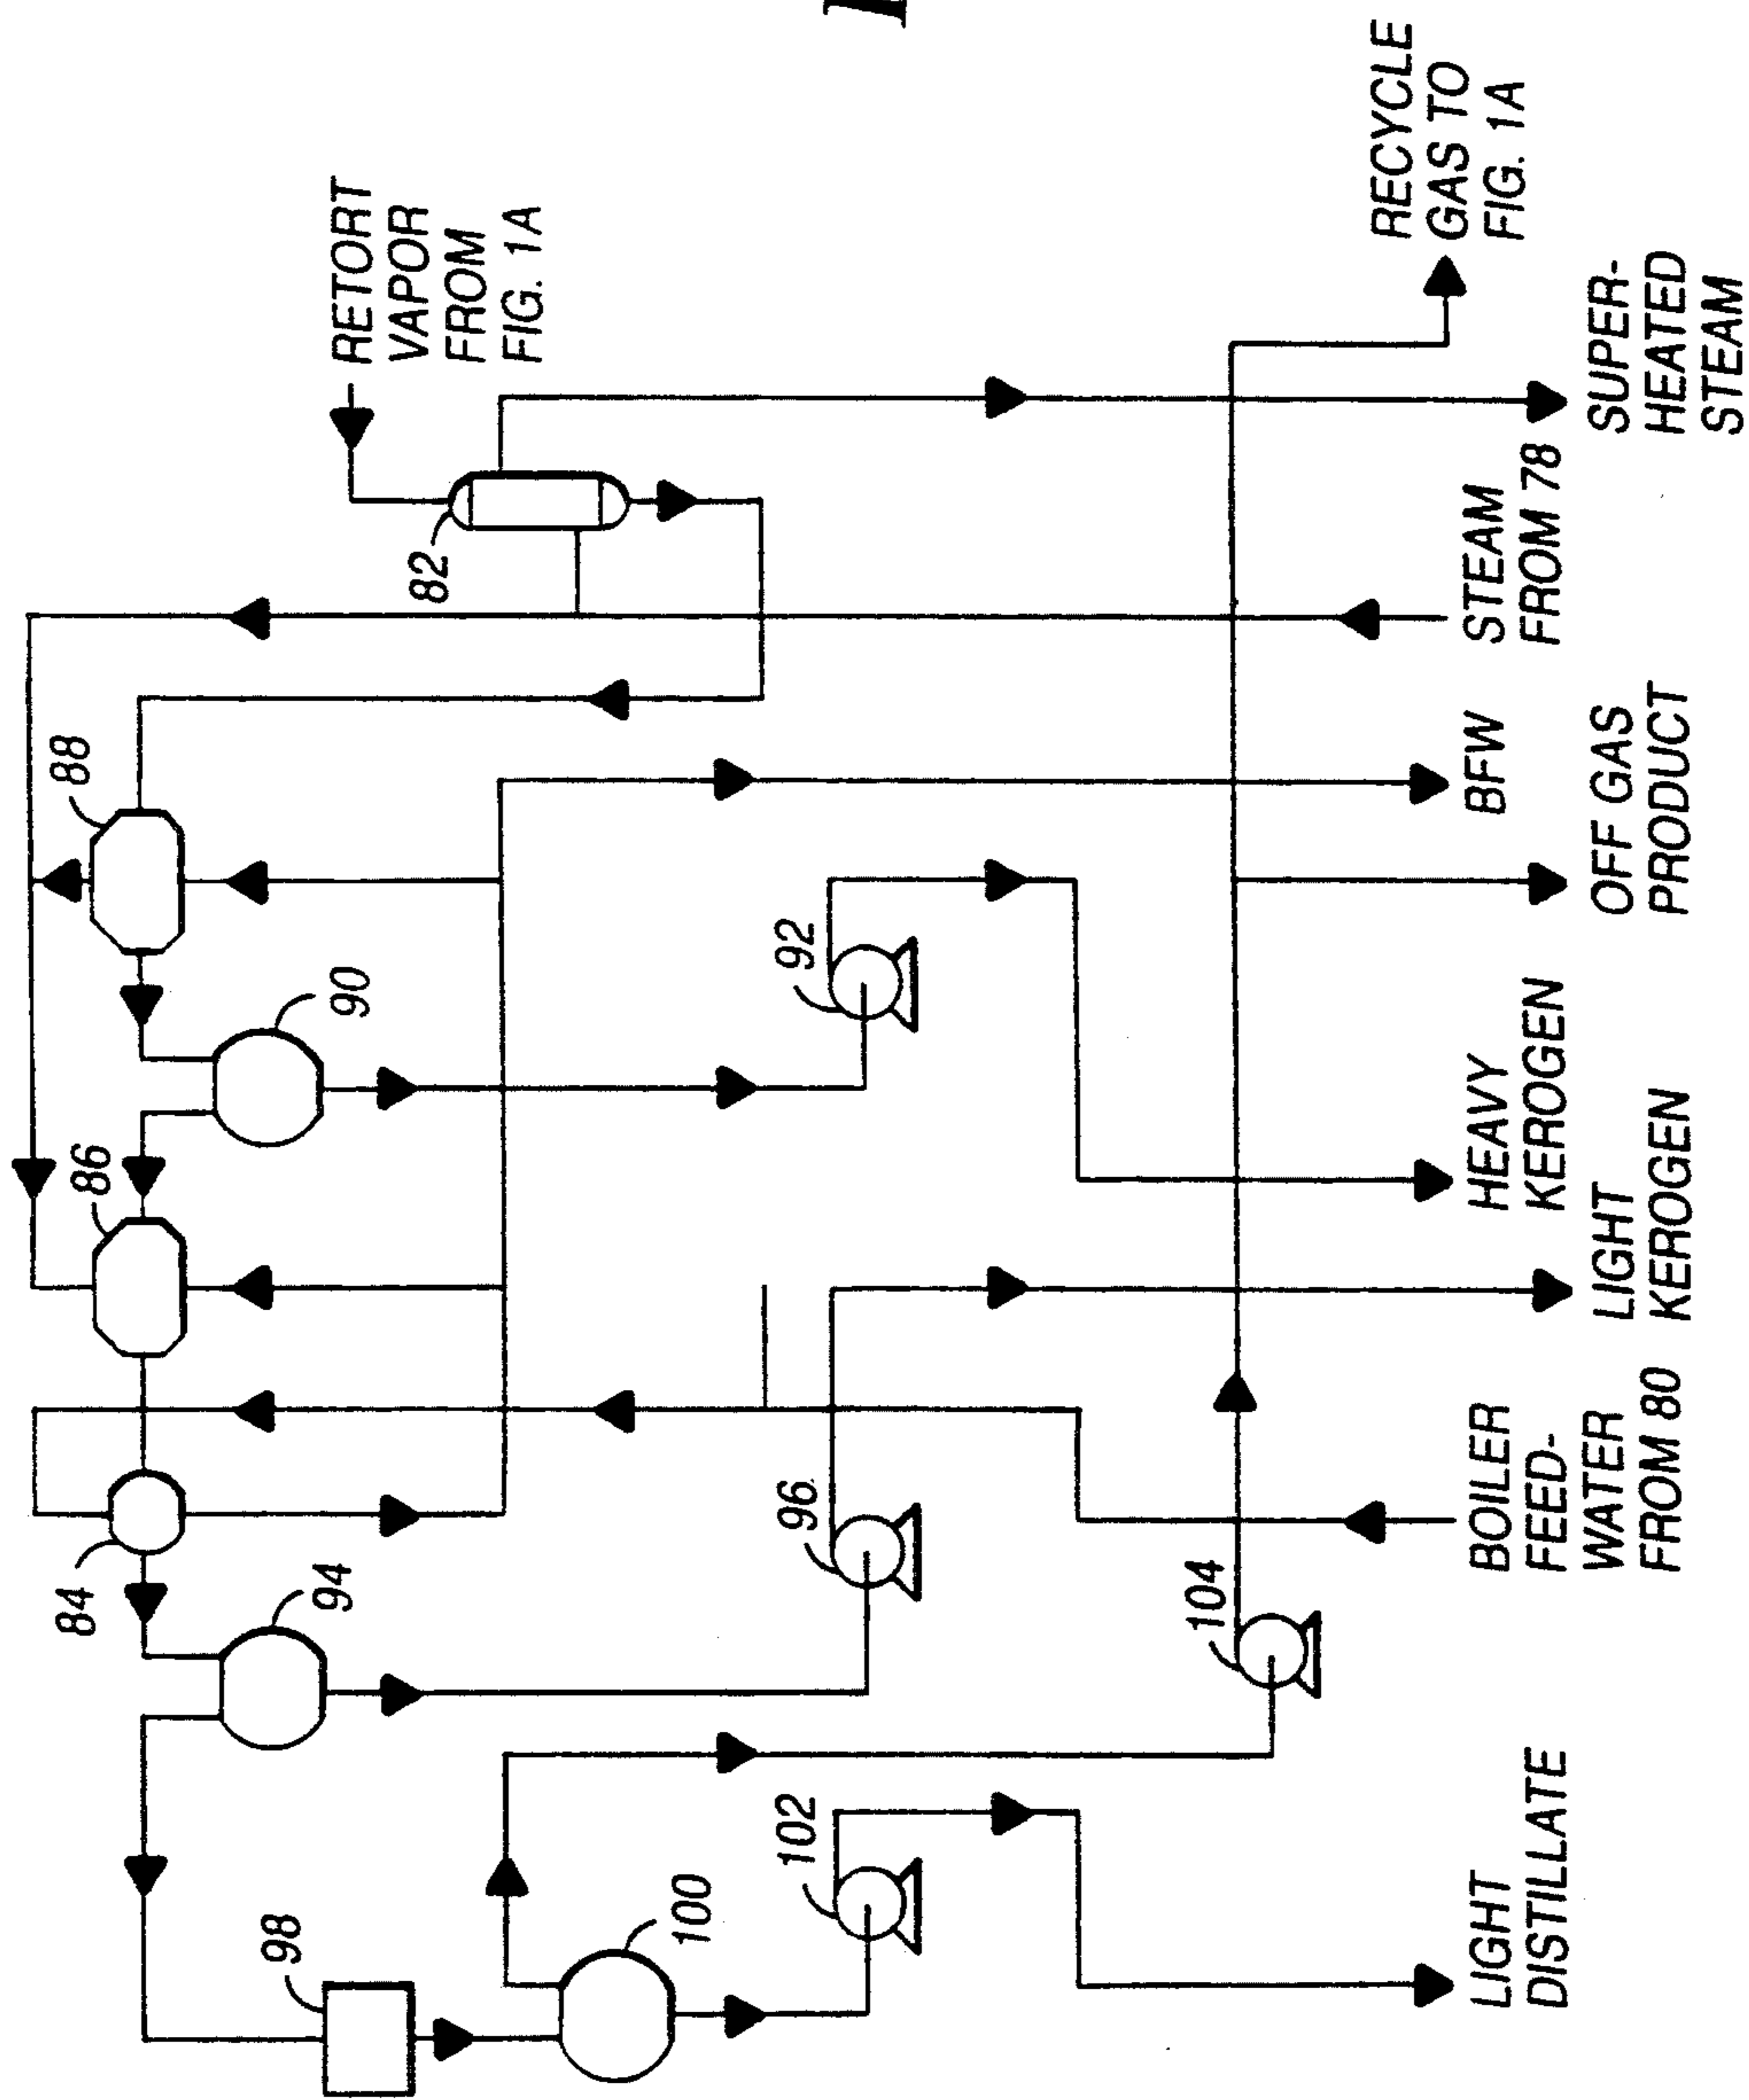 RETORT
VAPOR
FROM
FIG. 1A
82
88
90
86
84
94
98
92
96
100
102
104
RECYCLE
GAS TO
FIG. 1A
SUPER-
HEATED
STEAM
STEAM
FROM 78
BFW
OFF GAS
PRODUCT
HEAVY
KEROGEN
LIGHT
KEROGEN
BOILER
FEED-
WATER
FROM 80
LIGHT
DISTILLATE